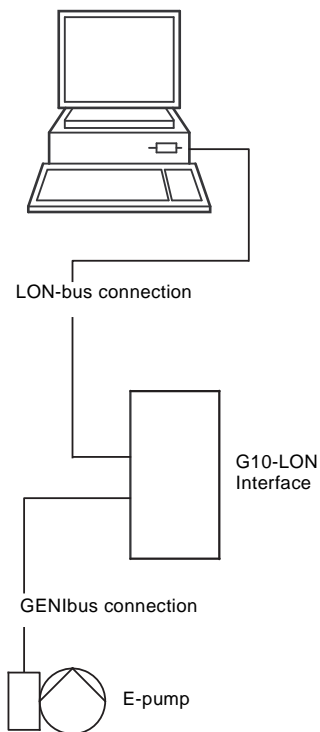 LON-bus connection
G10-LON
Interface
GENIbus connection
E-pump